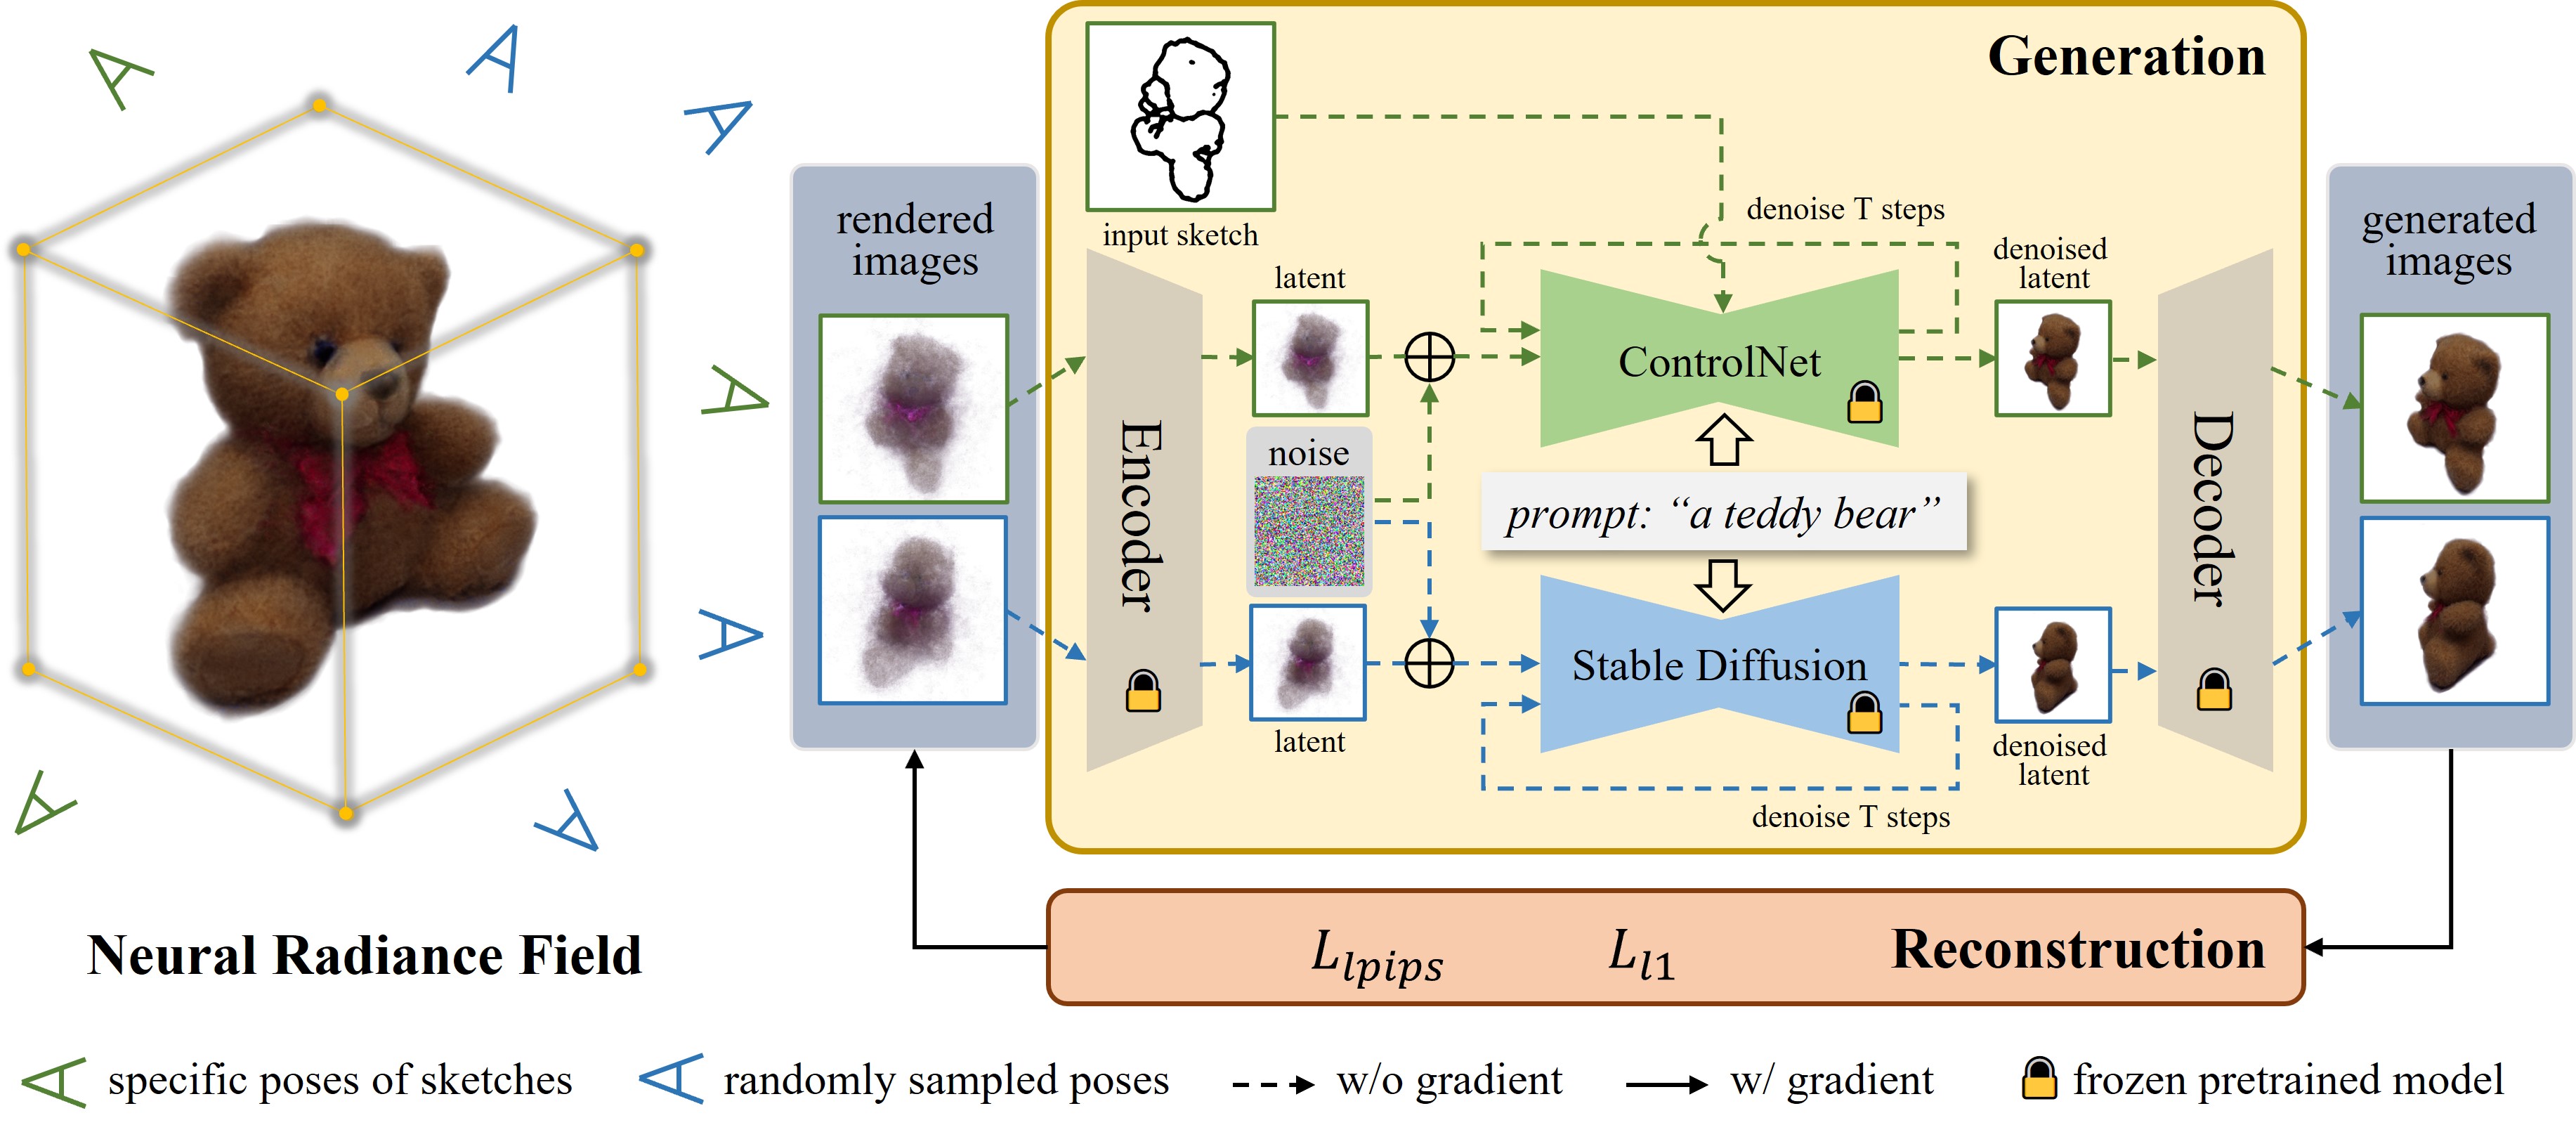 Generation
input sketch
rendered
images
generated
images
denoise T steps
latent
denoised
latent
ControlNet
Encoder
noise
prompt: “a teddy bear”
Decoder
Stable Diffusion
latent
denoised
latent
denoise T steps
Neural Radiance Field
L_{lpips}
L_{l1}
Reconstruction
specific poses of sketches
randomly sampled poses
w/o gradient
w/ gradient
frozen pretrained model